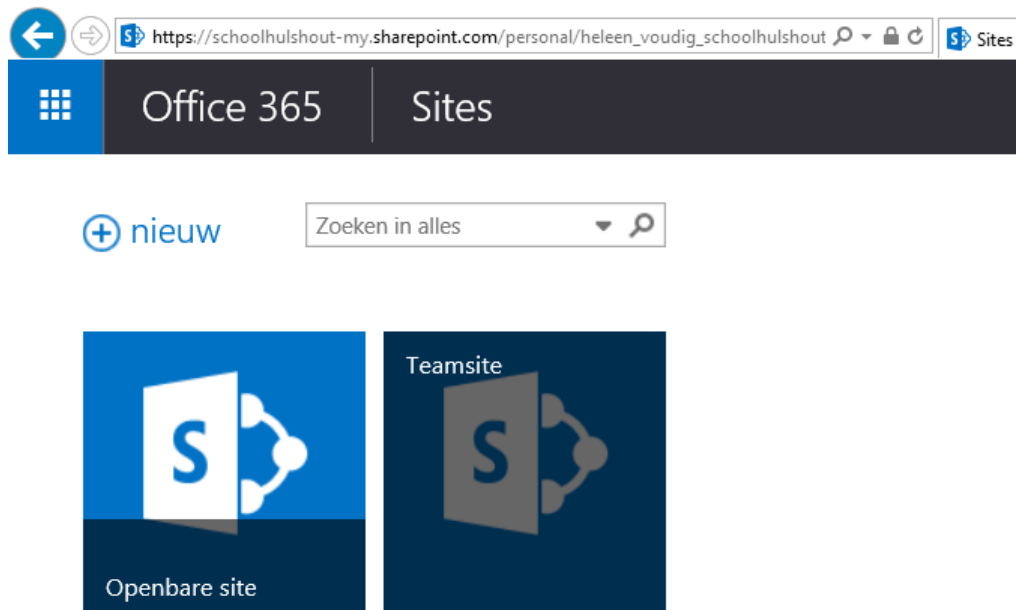 https://schoolhulshout-my.sharepoint.com/personal/heleen_voudig_schoolhulshout Sites
Office 365 Sites
nieuw Zoeken in alles
Teamsite
Openbare site